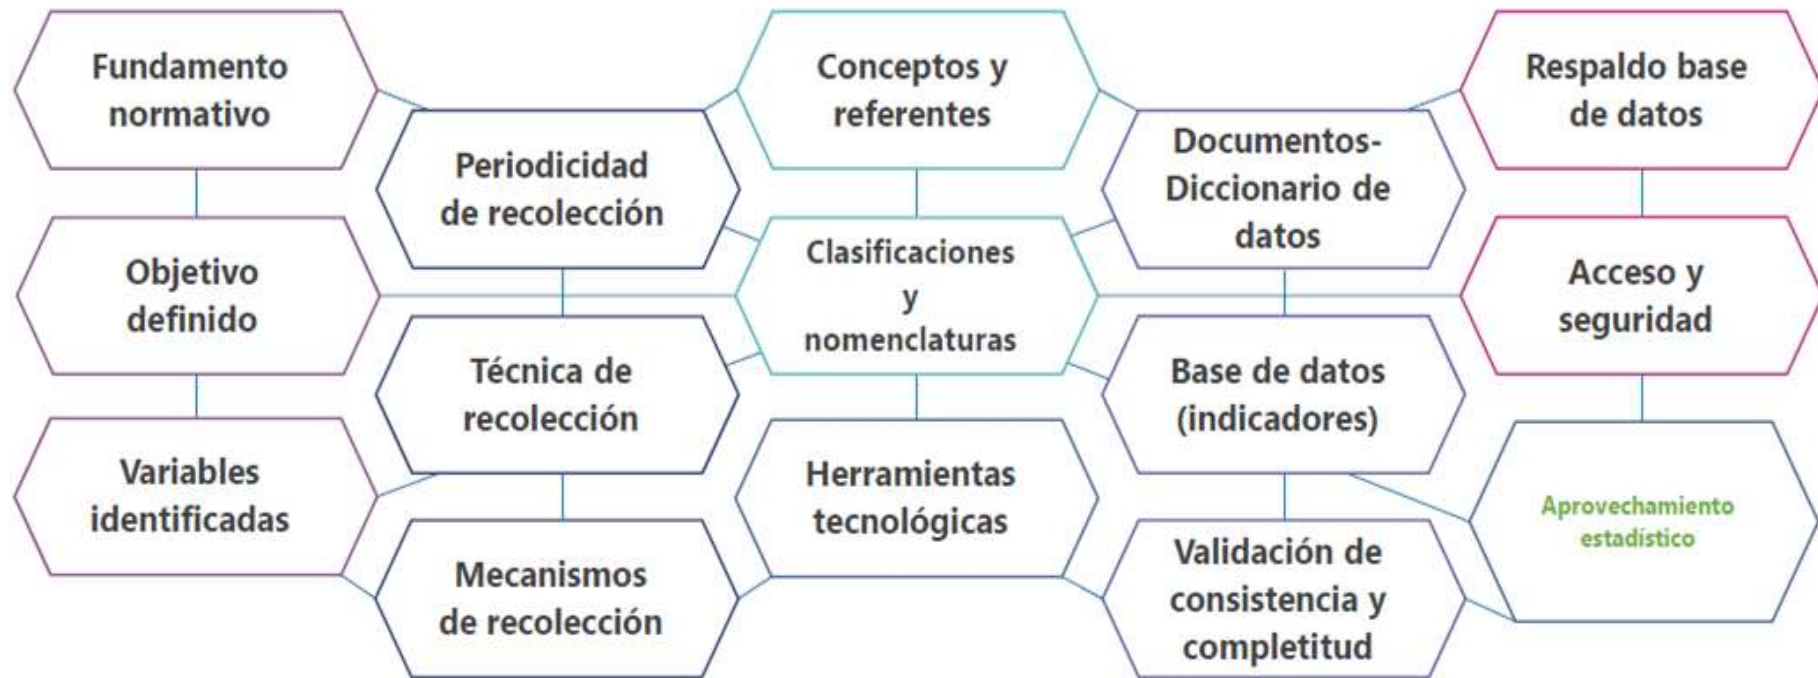 Fundamento
normativo
Objetivo
definido
Variables
identificadas
Periodicidad
de recolección
Técnica de
recolección
Mecanismos
de recolección
Conceptos y
referentes
Clasificaciones
y
nomenclaturas
Herramientas
tecnológicas
Documentos-
Diccionario de
datos
Base de datos
(indicadores)
Validación de
consistencia y
completitud
Respaldo base
de datos
Acceso y
seguridad
Aprovechamiento
estadístico